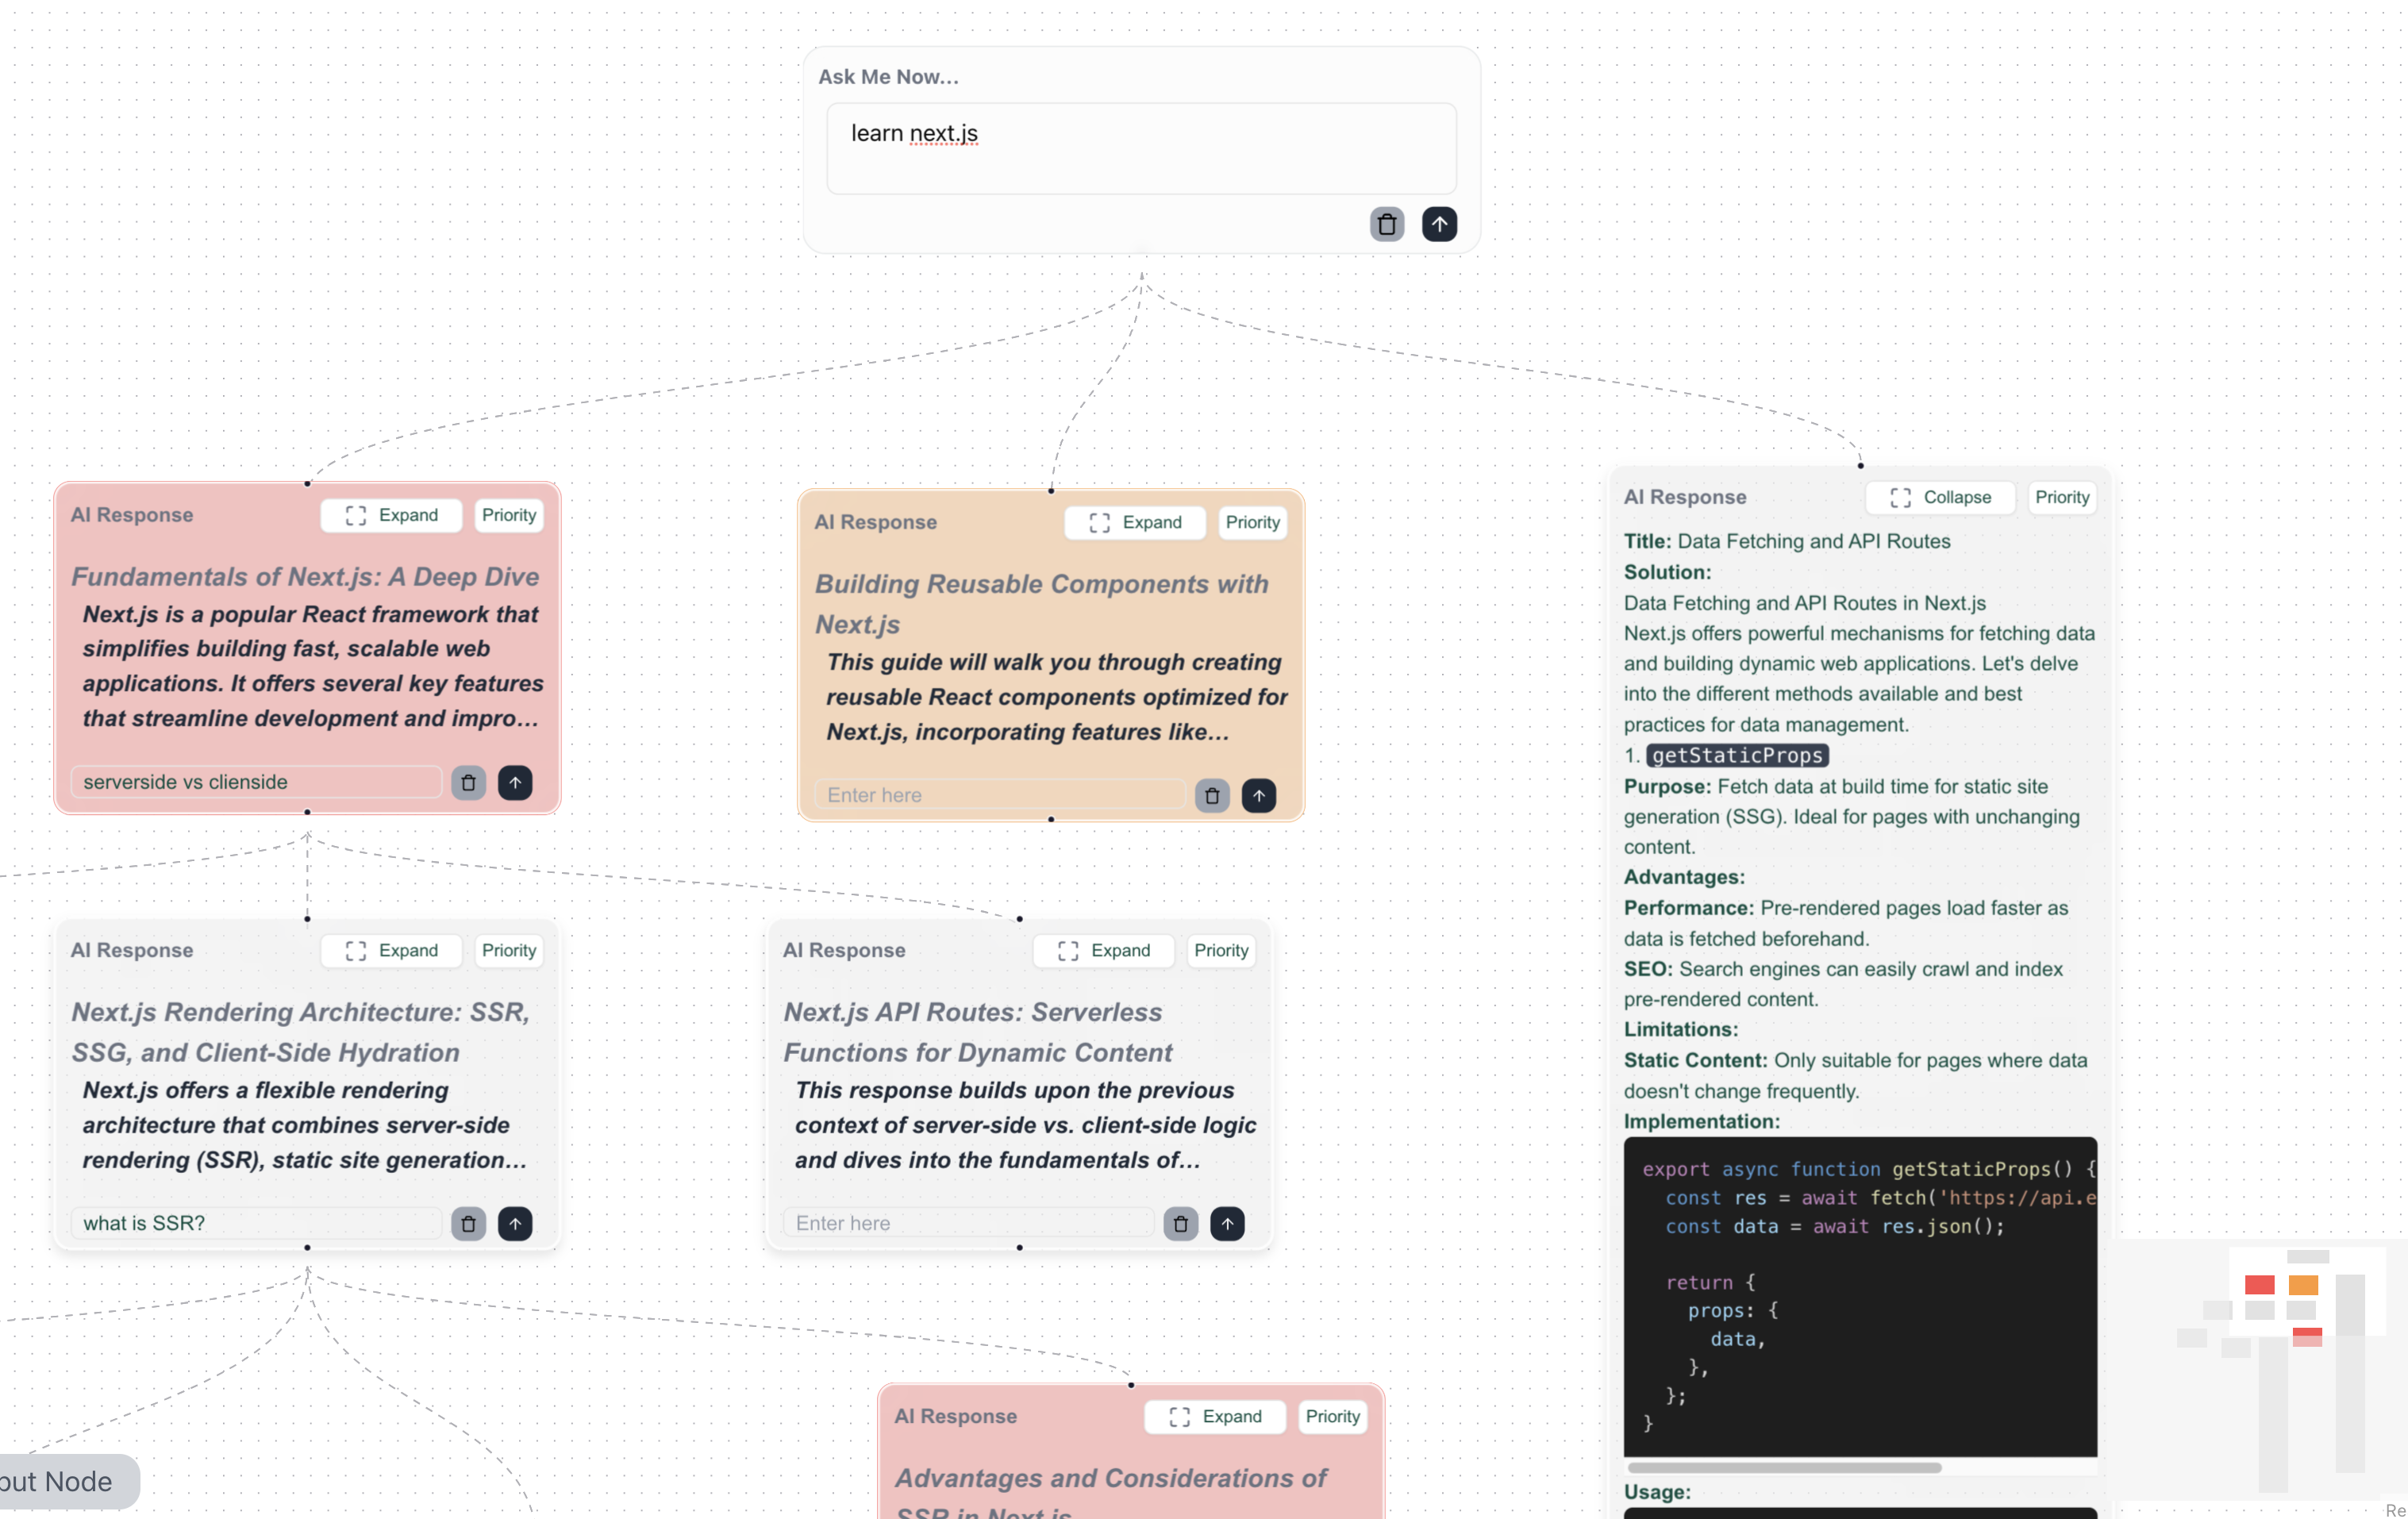 Ask Me Now...
learn next.js
AI Response
Expand
Priority
Fundamentals of Next.js: A Deep Dive
Next.js is a popular React framework that
simplifies building fast, scalable web
applications. It offers several key features
that streamline development and impro...
serverside vs clienside
AI Response
Expand
Priority
Building Reusable Components with
Next.js
This guide will walk you through creating
reusable React components optimized for
Next.js, incorporating features like...
Enter here
AI Response
Collapse
Priority
Title: Data Fetching and API Routes
Solution:
Data Fetching and API Routes in Next.js
Next.js offers powerful mechanisms for fetching data
and building dynamic web applications. Let's delve
into the different methods available and best
practices for data management.
1. getStaticProps
Purpose: Fetch data at build time for static site
generation (SSG). Ideal for pages with unchanging
content.
Advantages:
Performance: Pre-rendered pages load faster as
data is fetched beforehand.
SEO: Search engines can easily crawl and index
pre-rendered content.
Limitations:
Static Content: Only suitable for pages where data
doesn't change frequently.
Implementation:
export async function getStaticProps() {
  const res = await fetch('https://api.e
  const data = await res.json();
  return {
    props: {
      data,
    },
  };
}
Usage:
AI Response
Expand
Priority
Next.js Rendering Architecture: SSR,
SSG, and Client-Side Hydration
Next.js offers a flexible rendering
architecture that combines server-side
rendering (SSR), static site generation...
what is SSR?
AI Response
Expand
Priority
Next.js API Routes: Serverless
Functions for Dynamic Content
This response builds upon the previous
context of server-side vs. client-side logic
and dives into the fundamentals of...
Enter here
AI Response
Expand
Priority
Advantages and Considerations of
SSR in Next.js
Node